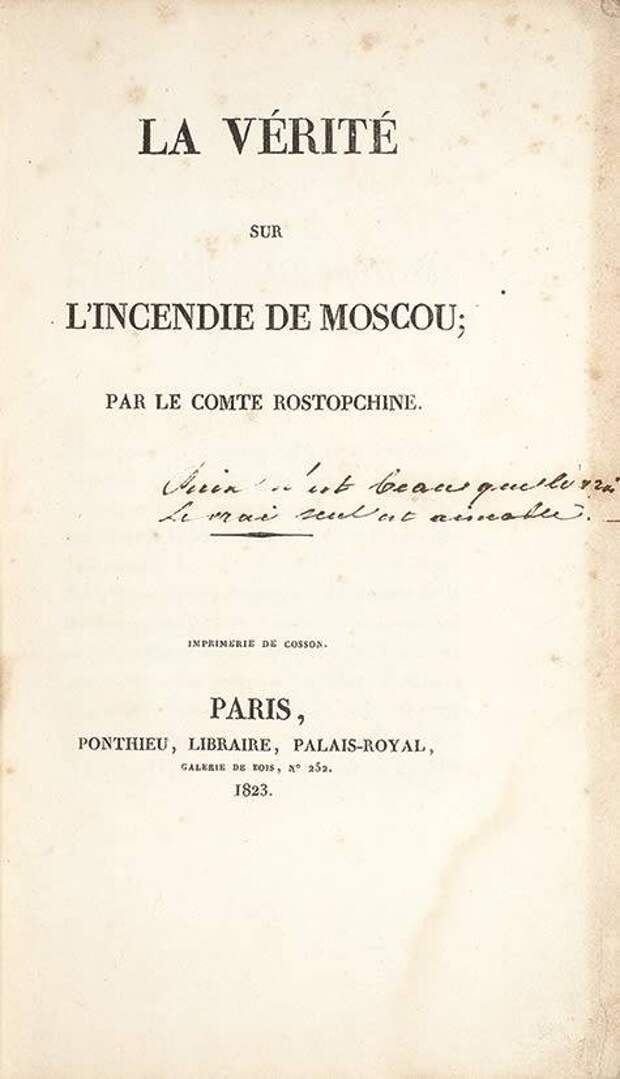 LA VÉRITÉ
SUR
L'INCENDIE DE MOSCOU;
PAR LE COMTE ROSTOPCHINE.
n'est beau que le vrai
Le vrai seul est aimable.
IMPRIMERIE DE COSSON.
PARIS,
PONTHIEU, LIBRAIRE, PALAIS-ROYAL,
GALERIE DE BOIS, N° 252.
1823.